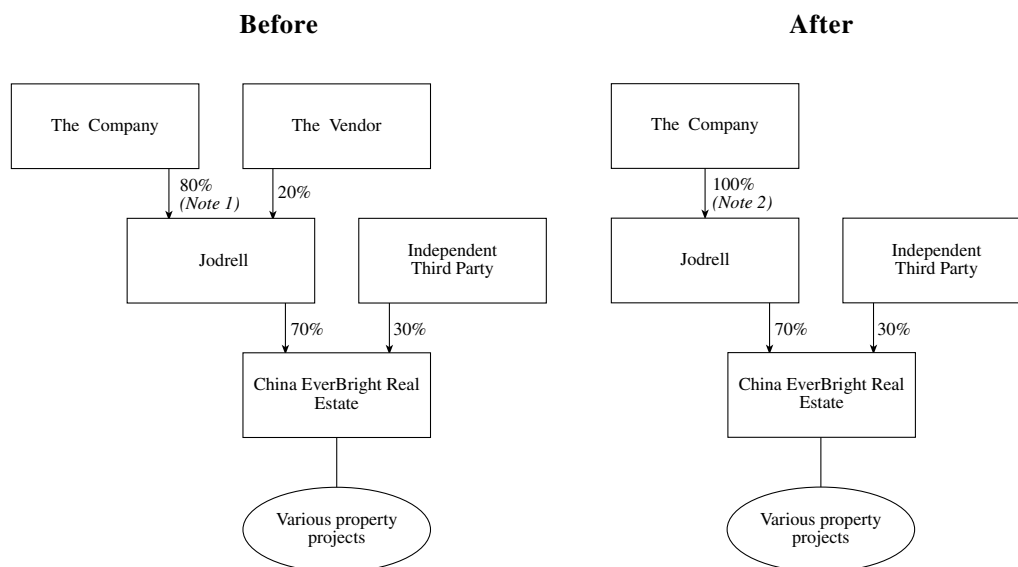 Before
The Company
The Vendor
80%
(Note 1)
20%
Jodrell
Independent
Third Party
70%
30%
China EverBright Real
Estate
Various property
projects
After
The Company
100%
(Note 2)
Jodrell
Independent
Third Party
70%
30%
China EverBright Real
Estate
Various property
projects